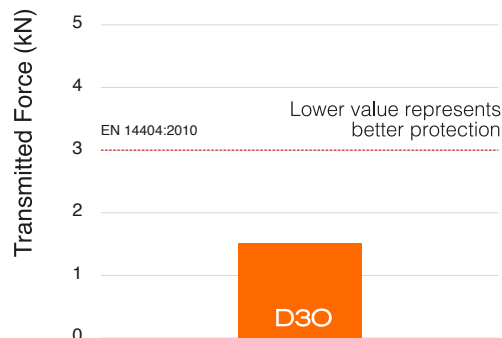 Transmitted Force (kN)
5
4
Lower value represents
better protection
EN 14404:2010
3
2
1
D3O
0